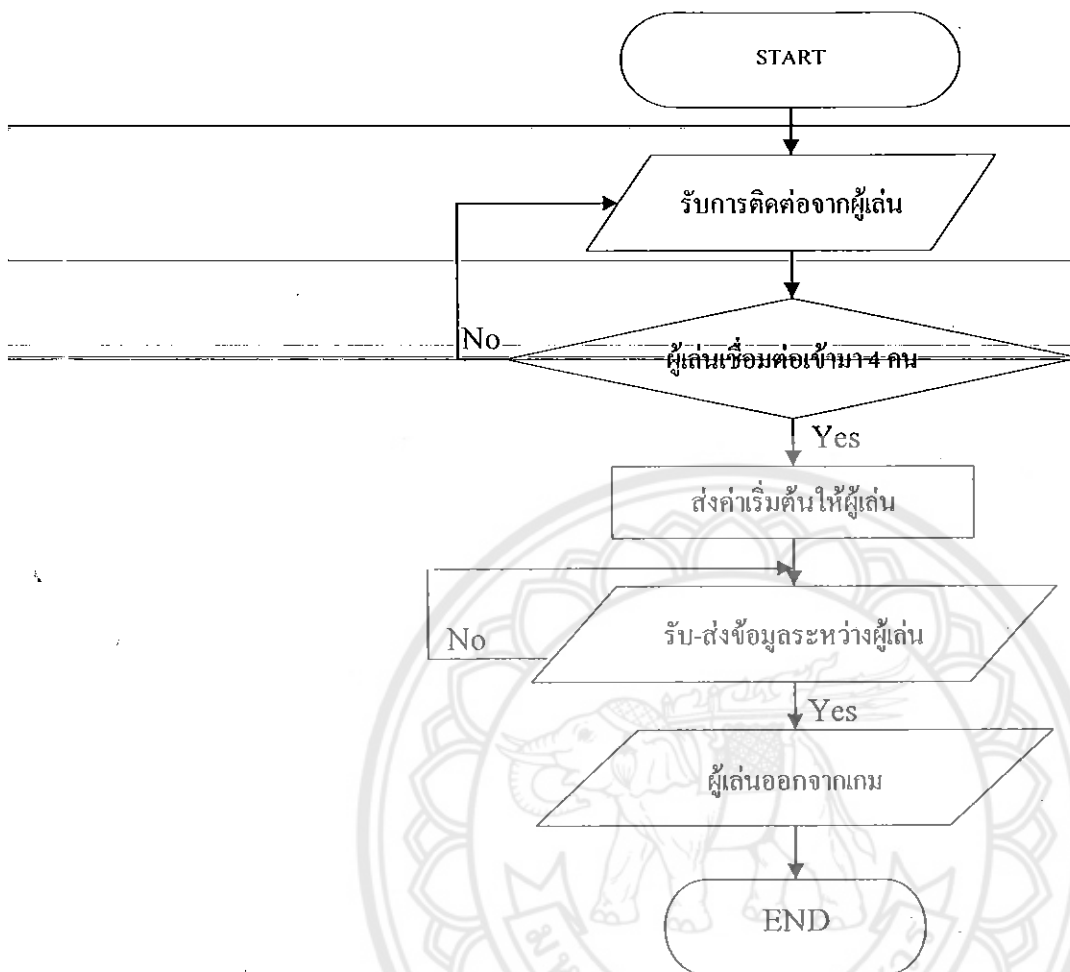 START
รับการติดต่อจากผู้เล่น
No
ผู้เล่นเชื่อมต่อเข้ามา 4 คน
Yes
ส่งค่าเริ่มต้นให้ผู้เล่น
รับ-ส่งข้อมูลระหว่างผู้เล่น
No
Yes
ผู้เล่นออกจากเกม
END